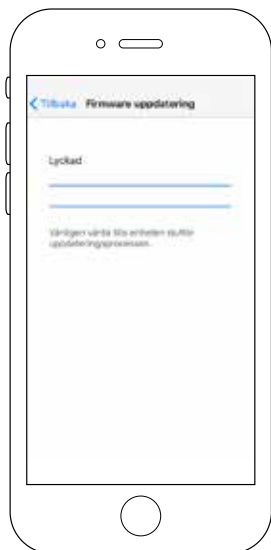 Tillbaka Firmware uppdatering
Lyckad
Vänligen vänta tills enheten slutför
uppdateringsprocessen.